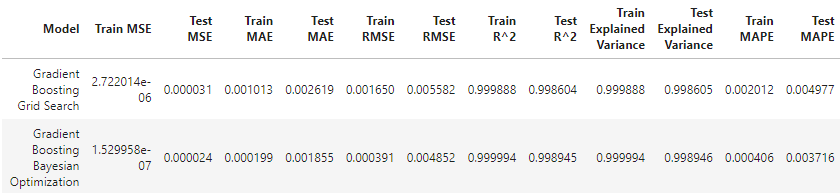 Model Train MSE Test MSE Train MAE Test MAE Train RMSE Test RMSE Train R^2 Test R^2 Train Explained Variance Test Explained Variance Train MAPE Test MAPE
Gradient Boosting Grid Search 2.722014e-06 0.000031 0.001013 0.002619 0.001650 0.005582 0.999888 0.998604 0.999888 0.998605 0.002012 0.004977
Gradient Boosting Bayesian Optimization 1.529958e-07 0.000024 0.000199 0.001855 0.000391 0.004852 0.999994 0.998945 0.999994 0.998946 0.000406 0.003716